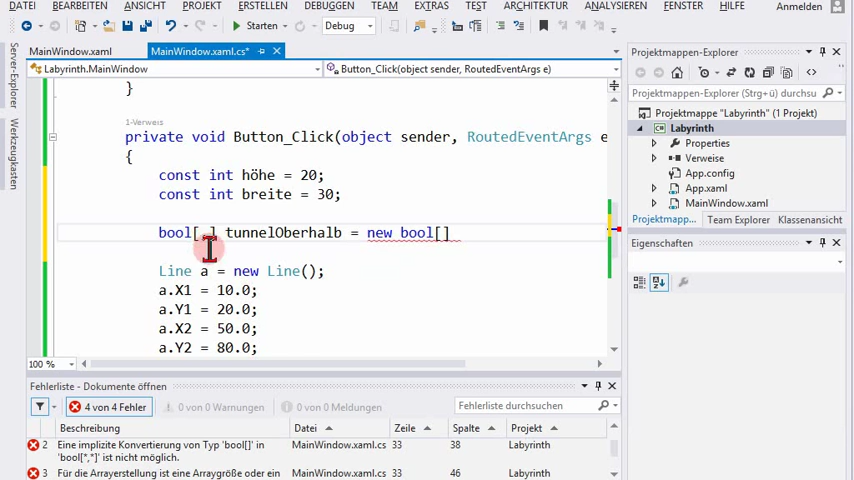 DATEI BEARBEITEN ANSICHT PROJEKT ERSTELLEN DEBUGGEN TEAM EXTRAS TEST ARCHITEKTUR ANALYSIEREN FENSTER HILFE Anmelden
Starten Debug
MainWindow.xaml MainWindow.xaml.cs* Projektmappen-Explorer
Labyrinth.MainWindow Button_Click(object sender, RoutedEventArgs e)
Server-Explorer
Werkzeugkasten
}
1-Verweis
private void Button_Click(object sender, RoutedEventArgs e
{
const int höhe = 20;
const int breite = 30;
bool[,] tunnelOberhalb = new bool[]
Line a = new Line();
a.X1 = 10.0;
a.Y1 = 20.0;
a.X2 = 50.0;
a.Y2 = 80.0;
100 %
Projektmappen-Explorer (Strg+ü) durchsu
Projektmappe "Labyrinth" (1 Projekt)
Labyrinth
Properties
Verweise
App.config
App.xaml
MainWindow.xaml
Projektmapp... Team Explorer Klassenansicht
Eigenschaften
Fehlerliste - Dokumente öffnen
4 von 4 Fehler 0 von 0 Warnungen 0 von 0 Meldungen Fehlerliste durchsuchen
Beschreibung Datei Zeile Spalte Projekt
2 Eine implizite Konvertierung von Typ 'bool[]' in 'bool[*,*]' ist nicht möglich. MainWindow.xaml.cs 33 38 Labyrinth
3 Für die Arrayerstellung ist eine Arraygröße oder ein MainWindow.xaml.cs 33 46 Labyrinth